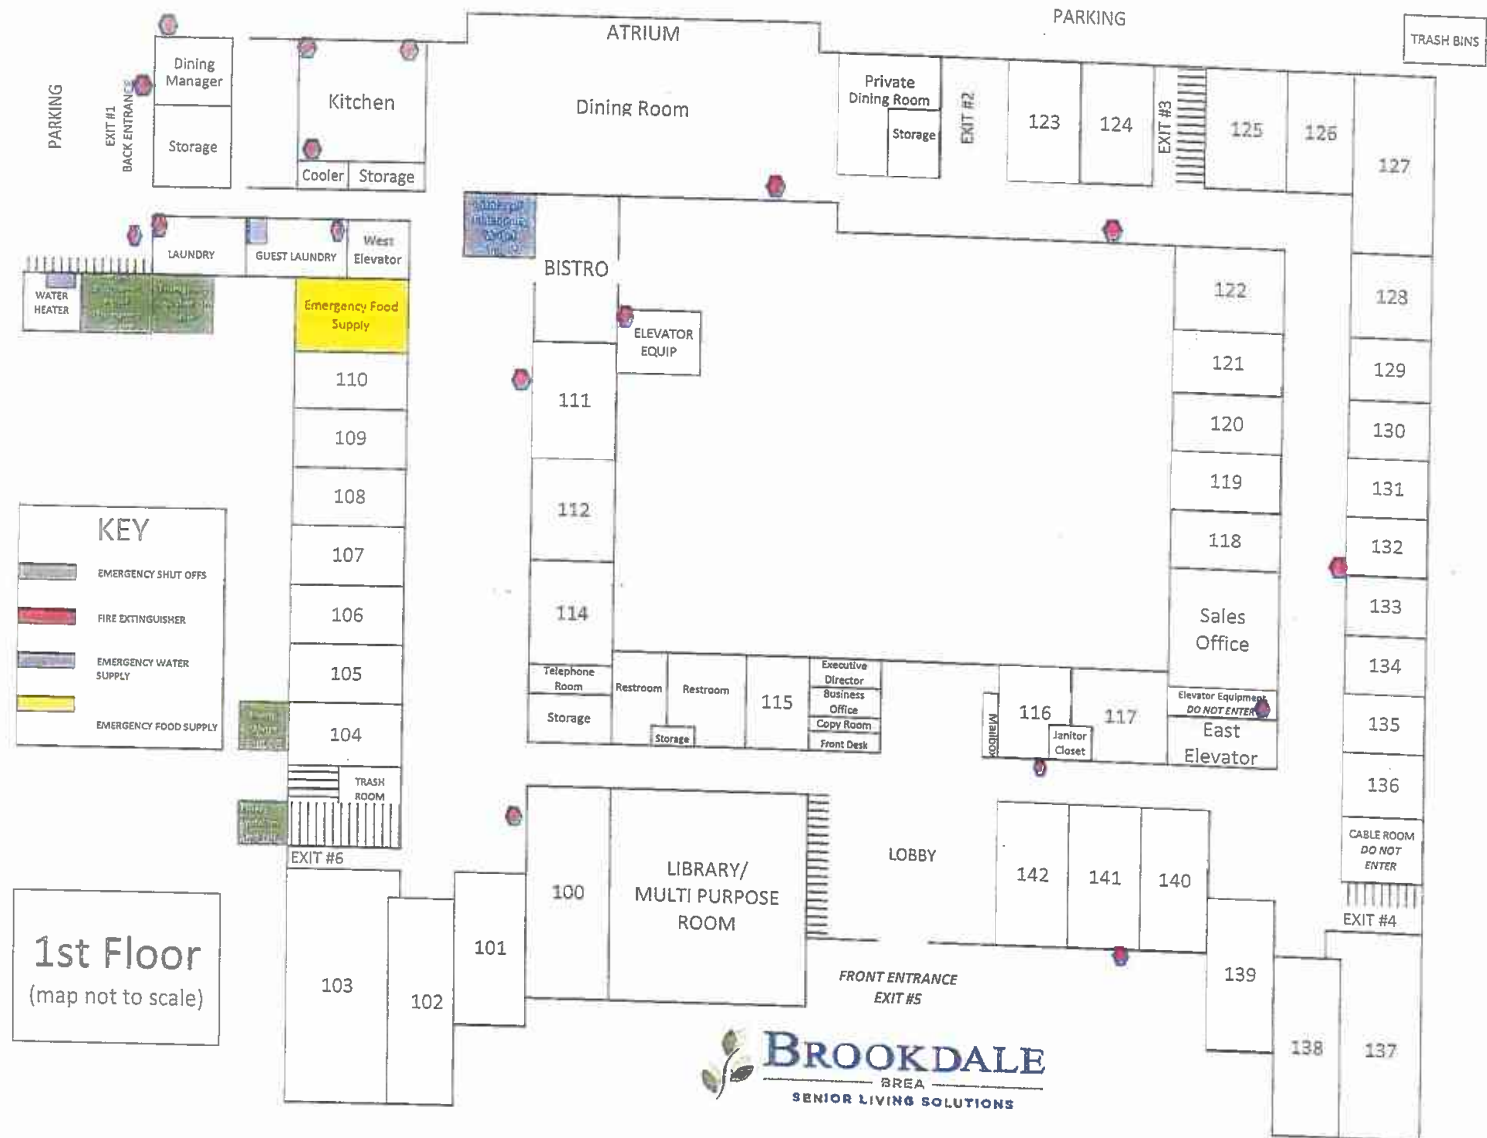 PARKING
TRASH BINS
ATRIUM
PARKING
EXIT #1
BACK ENTRANCE
Dining
Manager
Storage
Kitchen
Cooler
Storage
Dining Room
Private
Dining Room
Storage
EXIT #2
123
124
EXIT #3
125
126
127
LAUNDRY
GUEST LAUNDRY
West
Elevator
WATER
HEATER
Emergency Food
Supply
BISTRO
ELEVATOR
EQUIP
122
128
121
129
120
130
119
131
118
132
110
109
108
107
106
105
104
111
112
114
KEY
EMERGENCY SHUT OFFS
FIRE EXTINGUISHER
EMERGENCY WATER
SUPPLY
EMERGENCY FOOD SUPPLY
Sales
Office
133
134
135
136
Telephone
Room
Storage
Restroom
Restroom
Storage
115
Executive
Director
Business
Office
Copy Room
Front Desk
Mailbox
116
Janitor
Closet
117
Elevator Equipment
DO NOT ENTER
East
Elevator
TRASH
ROOM
EXIT #6
CABLE ROOM
DO NOT
ENTER
EXIT #4
100
LIBRARY/
MULTI PURPOSE
ROOM
LOBBY
142
141
140
139
138
137
101
102
103
1st Floor
(map not to scale)
FRONT ENTRANCE
EXIT #5
BROOKDALE
BREA
SENIOR LIVING SOLUTIONS